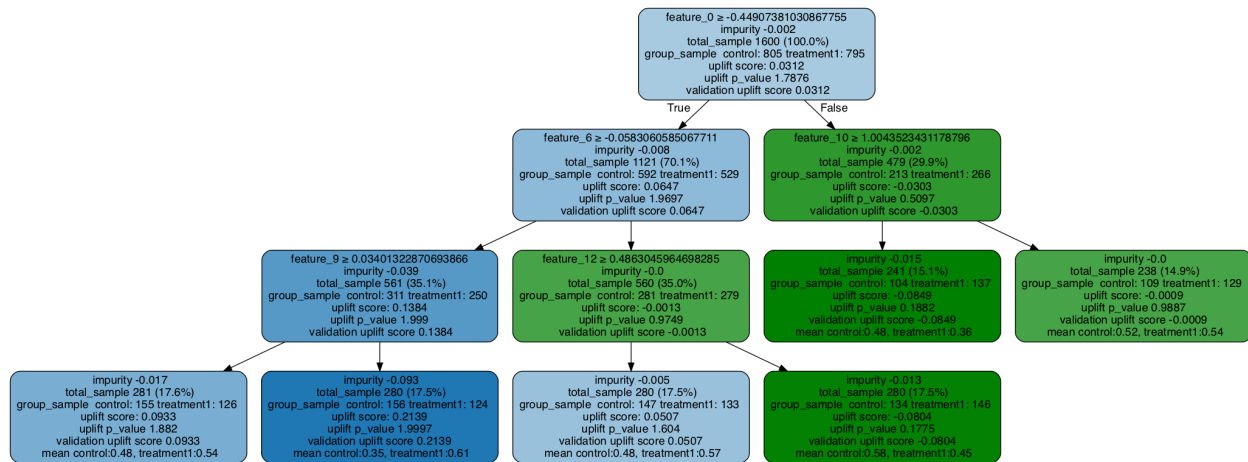 feature_0 ≥-0.44907381030867755
impurity -0.002
total_sample 1600 (100.0%)
group_sample control: 805 treatment1: 795
uplift score: 0.0312
uplift p_value 1.7876
validation uplift score 0.0312
True
False
feature_6 ≥-0.0583060585067711
impurity -0.008
total_sample 1121 (70.1%)
group_sample control: 592 treatment1: 529
uplift score: 0.0647
uplift p_value 1.9697
validation uplift score 0.0647
feature_10 ≥1.0043523431178796
impurity -0.002
total_sample 479 (29.9%)
group_sample control: 213 treatment1: 266
uplift score: -0.0303
uplift p_value 0.5097
validation uplift score -0.0303
feature_9 ≥0.03401322870693866
impurity -0.039
total_sample 561 (35.1%)
group_sample control: 311 treatment1: 250
uplift score: 0.1384
uplift p_value 1.999
validation uplift score 0.1384
feature_12 ≥0.4863045964698285
impurity -0.0
total_sample 560 (35.0%)
group_sample control: 281 treatment1: 279
uplift score: -0.0013
uplift p_value 0.9749
validation uplift score -0.0013
impurity -0.015
total_sample 241 (15.1%)
group_sample control: 104 treatment1: 137
uplift score: -0.0849
uplift p_value 0.1882
validation uplift score -0.0849
mean control:0.48, treatment1:0.36
impurity -0.0
total_sample 238 (14.9%)
group_sample control: 109 treatment1: 129
uplift score: -0.0009
uplift p_value 0.9887
validation uplift score -0.0009
mean control:0.52, treatment1:0.54
impurity -0.017
total_sample 281 (17.6%)
group_sample control: 155 treatment1: 126
uplift score: 0.0933
uplift p_value 1.882
validation uplift score 0.0933
mean control:0.48, treatment1:0.54
impurity -0.093
total_sample 280 (17.5%)
group_sample control: 156 treatment1: 124
uplift score: 0.2139
uplift p_value 1.9997
validation uplift score 0.2139
mean control:0.35, treatment1:0.61
impurity -0.005
total_sample 280 (17.5%)
group_sample control: 147 treatment1: 133
uplift score: 0.0507
uplift p_value 1.604
validation uplift score 0.0507
mean control:0.48, treatment1:0.57
impurity -0.013
total_sample 280 (17.5%)
group_sample control: 134 treatment1: 146
uplift score: -0.0804
uplift p_value 0.1775
validation uplift score -0.0804
mean control:0.58, treatment1:0.45